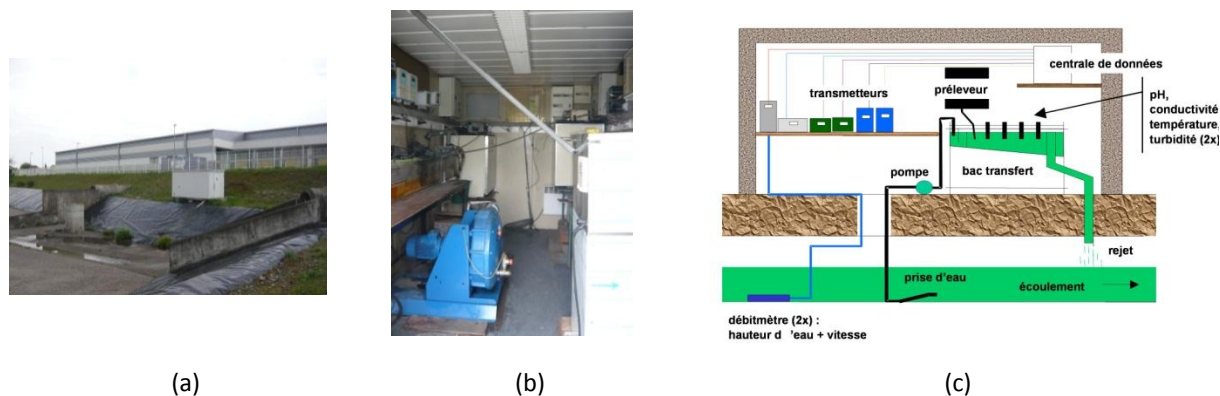 centrale de données
transmetteurs
préleveur
pH,
conductivité
température,
turbidité (2x)
pompe
bac transfert
rejet
prise d'eau
écoulement
débitmètre (2x) :
hauteur d 'eau + vitesse
(a)
(b)
(c)